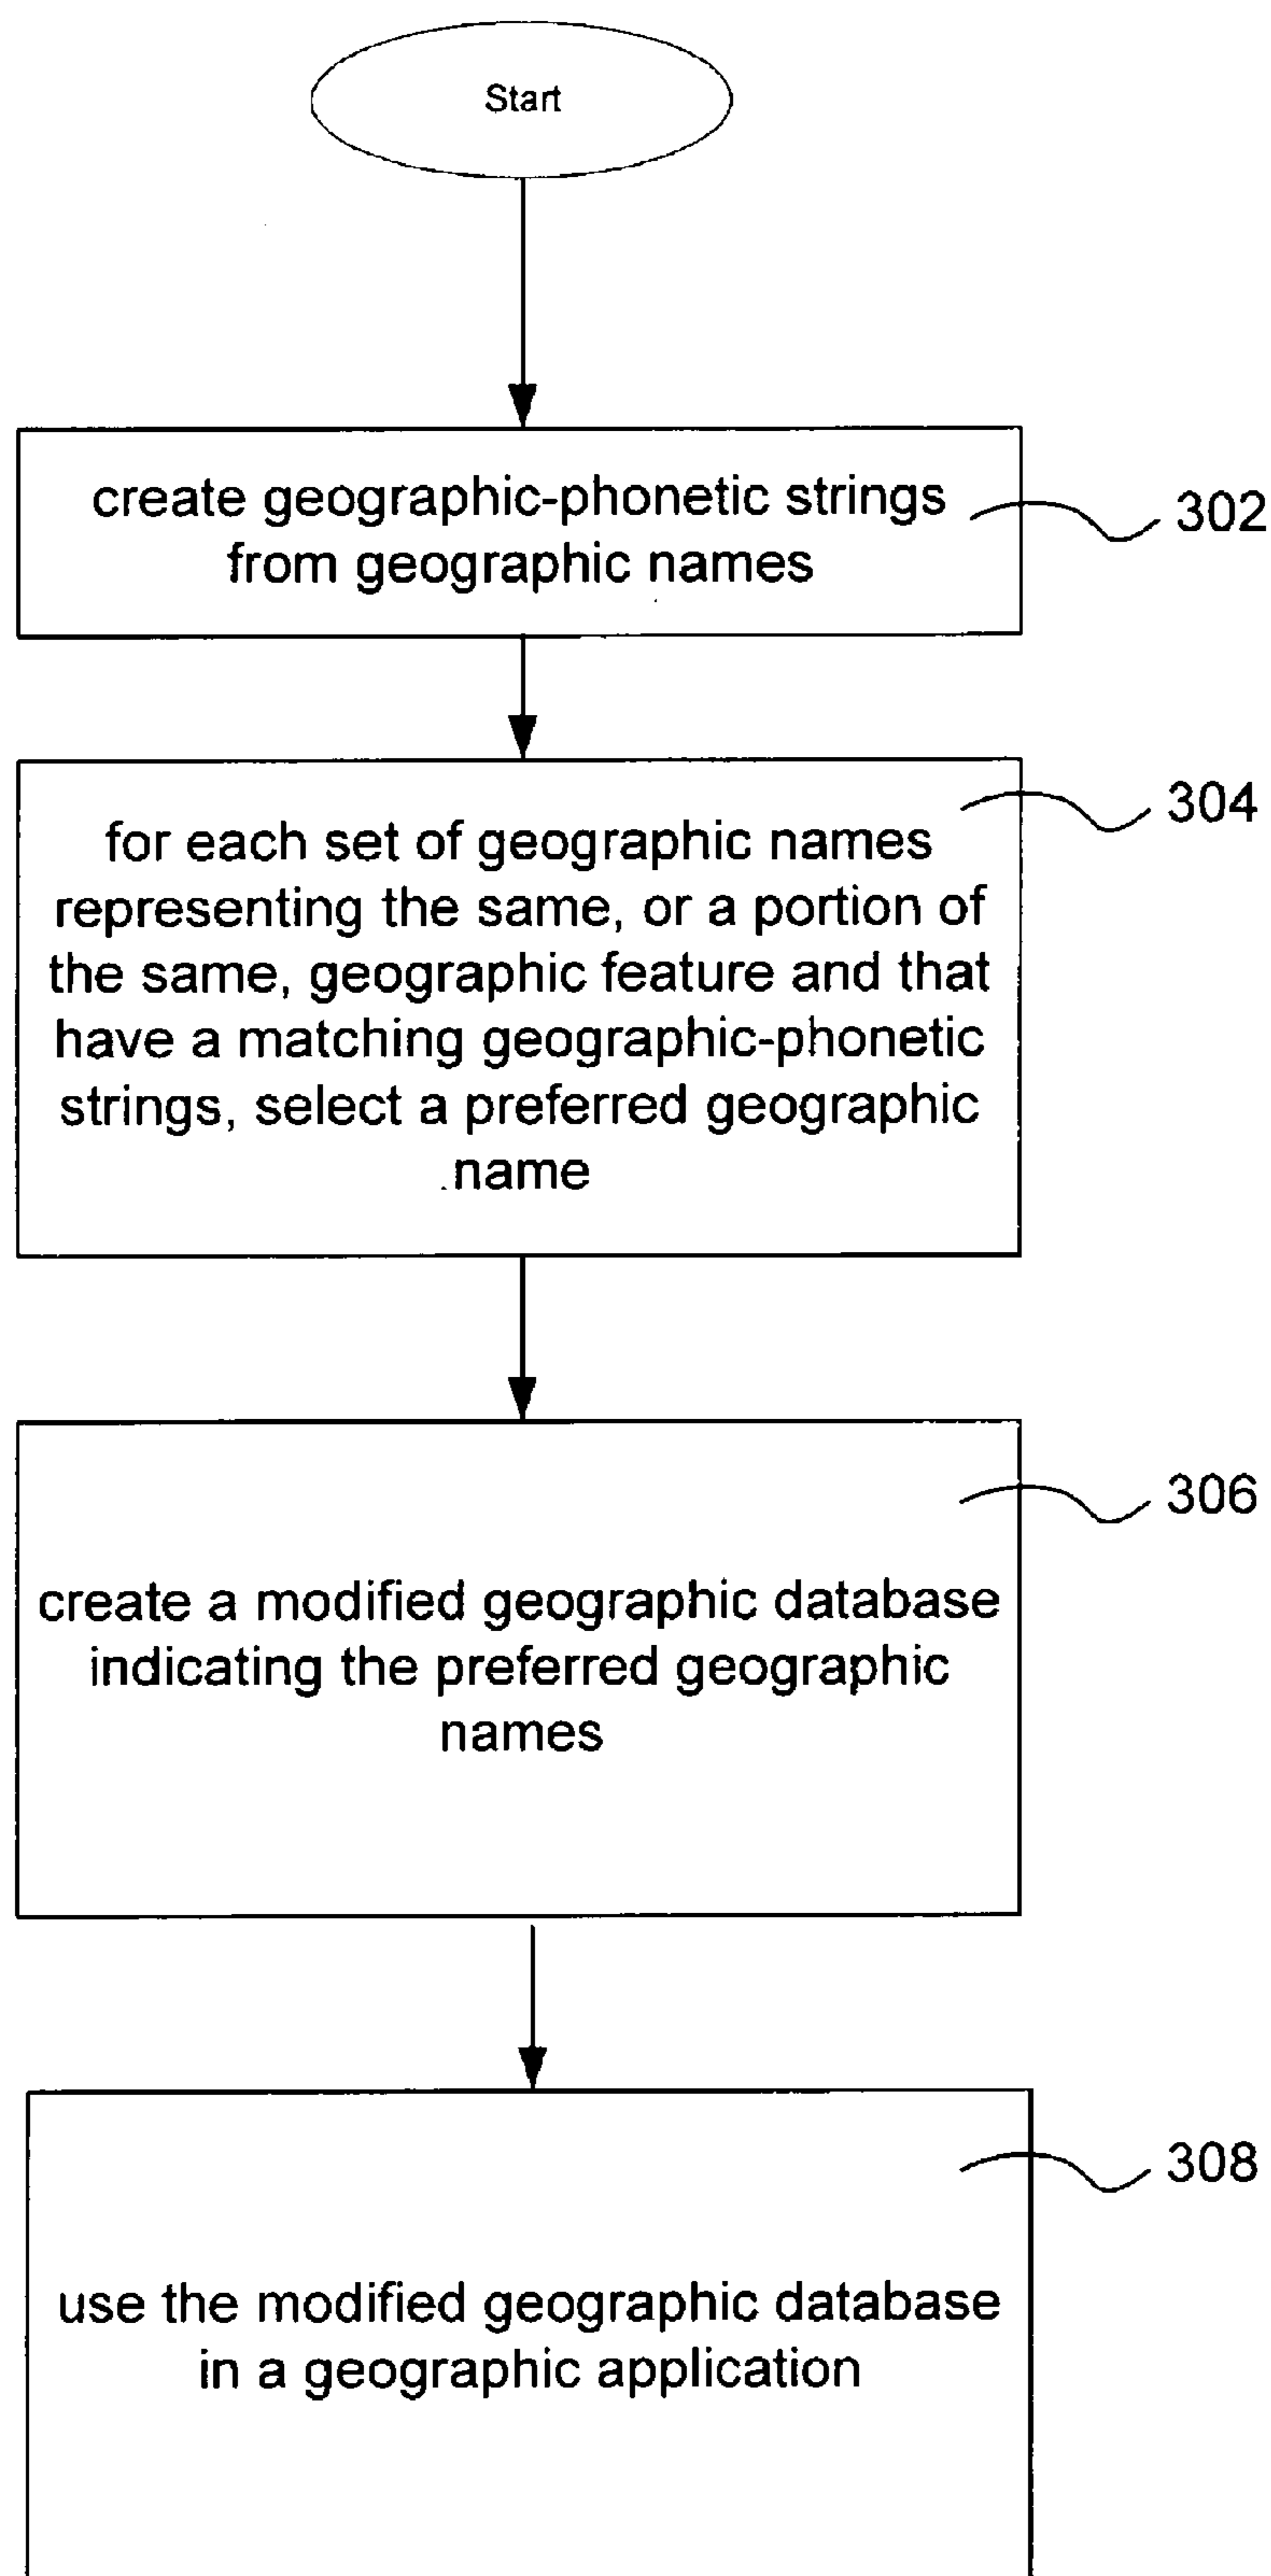 Start
create geographic-phonetic strings
from geographic names
302
for each set of geographic names
representing the same, or a portion of
the same, geographic feature and that
have a matching geographic-phonetic
strings, select a preferred geographic
name
304
306
create a modified geographic database
indicating the preferred geographic
names
308
use the modified geographic database
in a geographic application